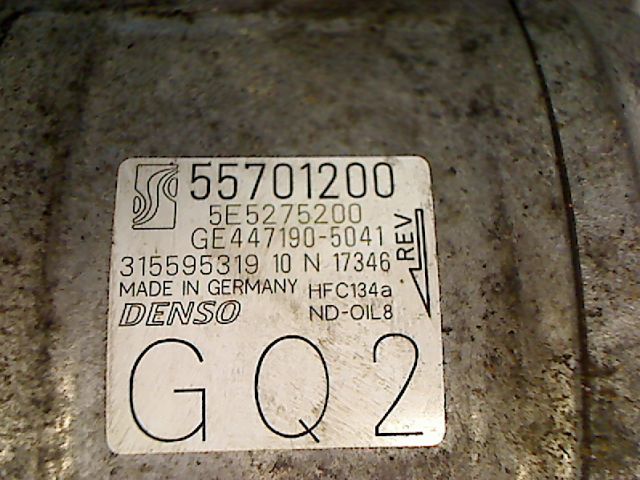 55701200
5E5275200
GE447190-5041
REV
315595319 10 N 17346
MADE IN GERMANY HFC134a
DENSO ND-OIL8
GQ2